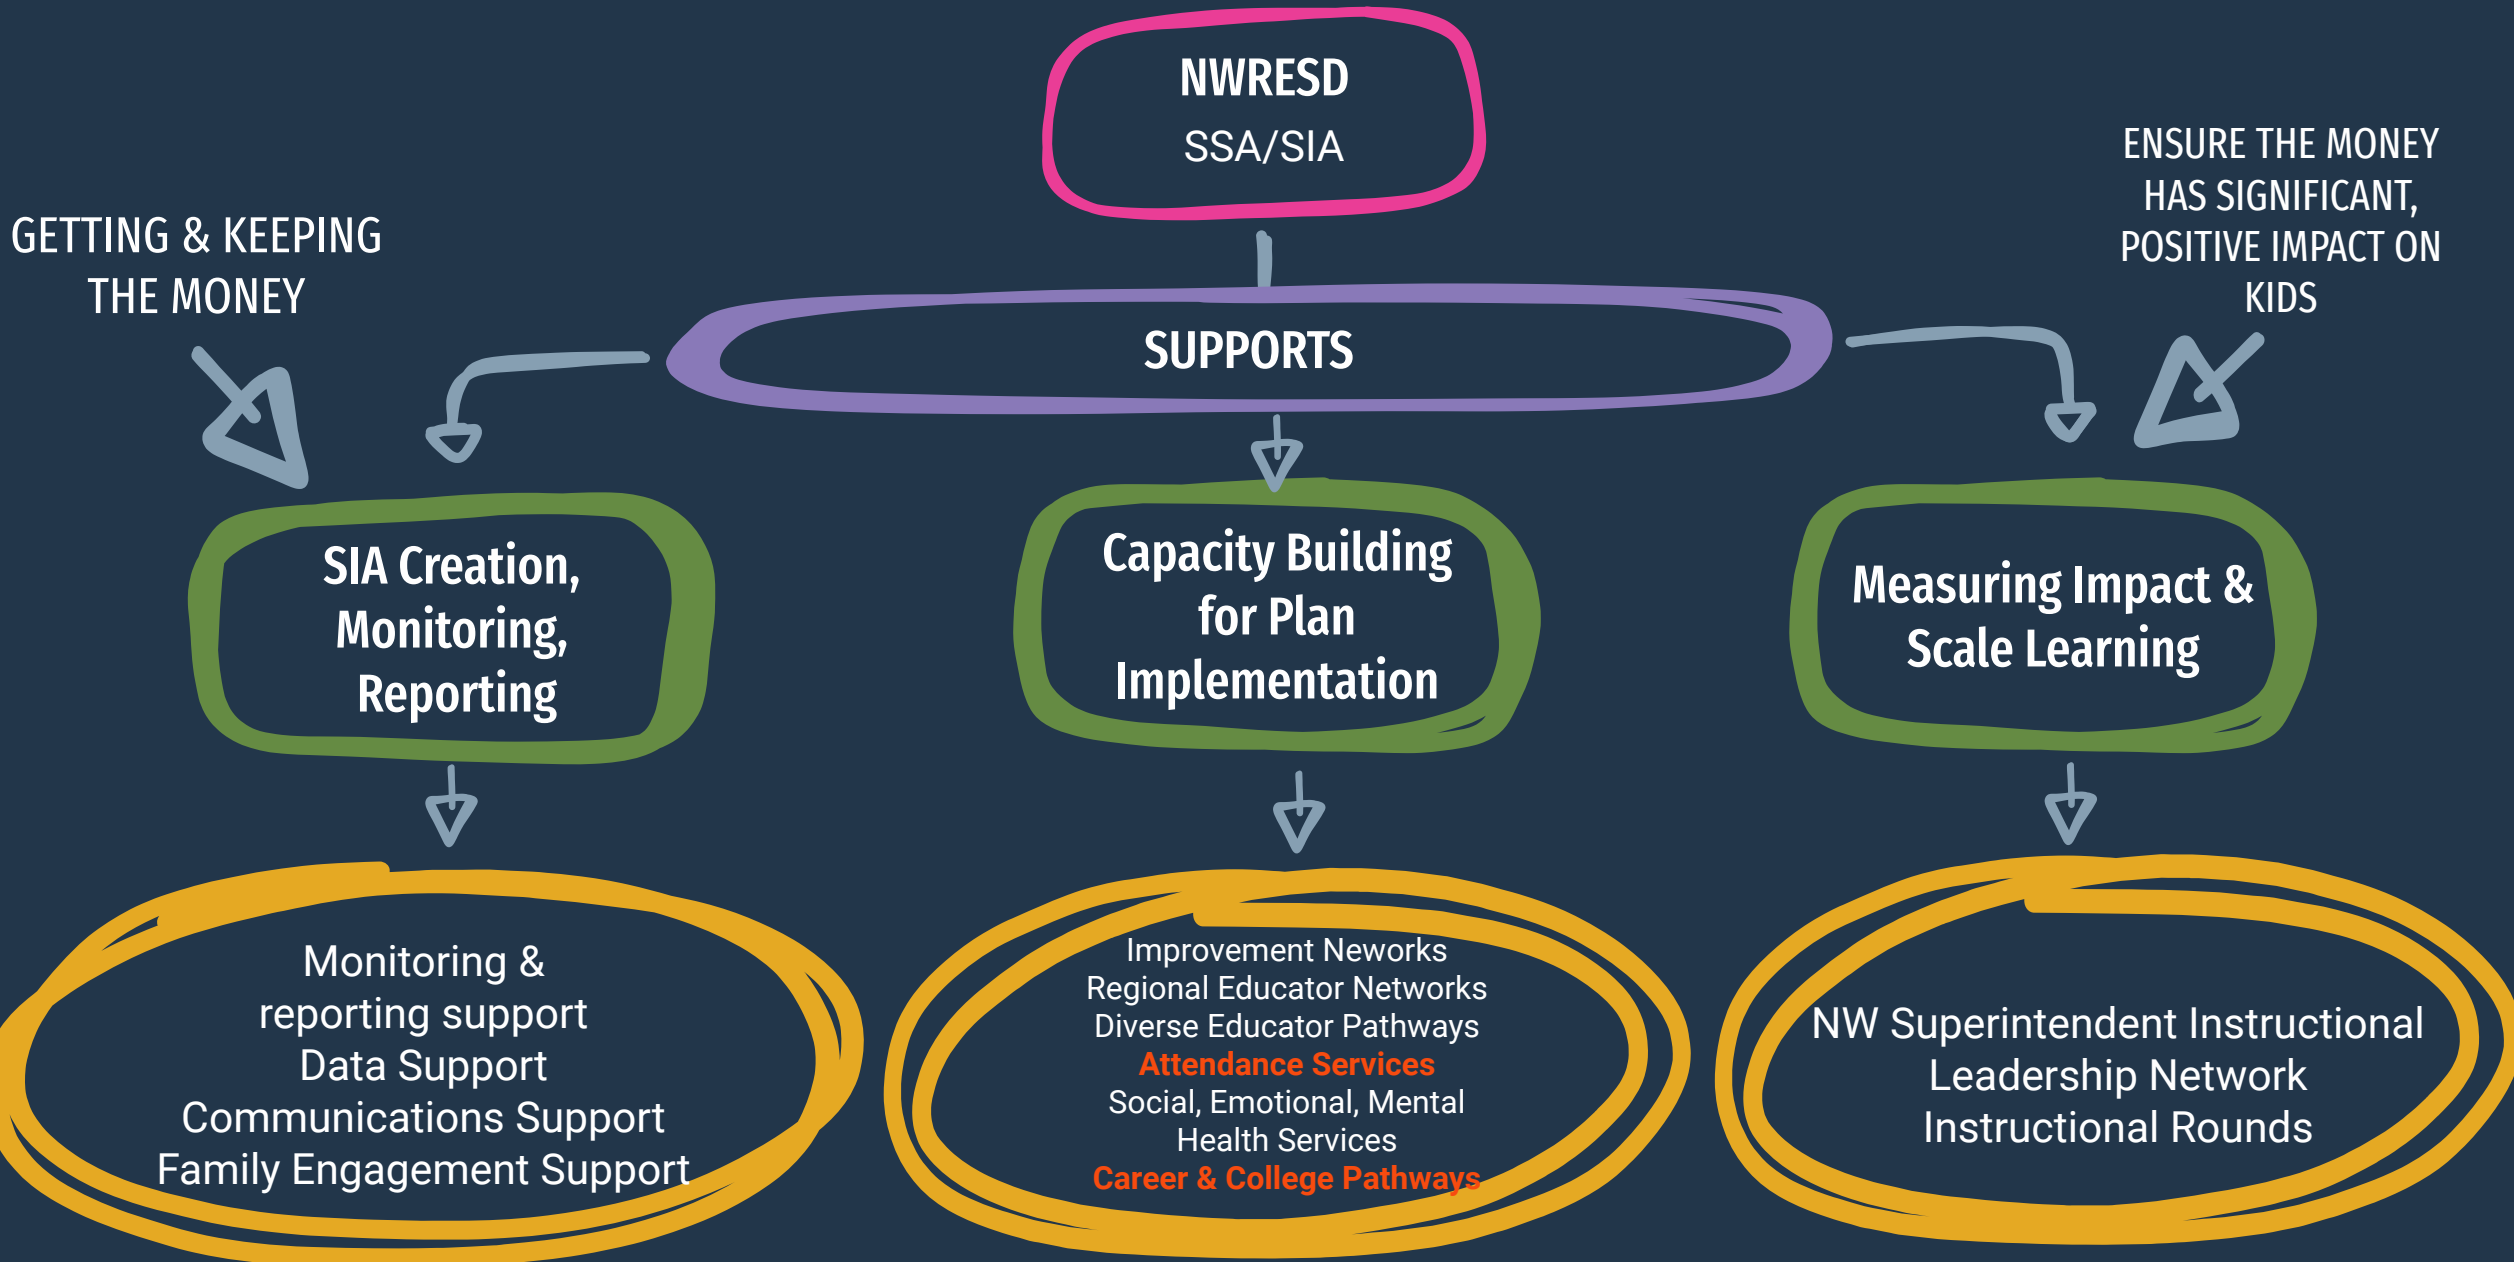 NWRESD
SSA/SIA
GETTING & KEEPING
THE MONEY
ENSURE THE MONEY
HAS SIGNIFICANT,
POSITIVE IMPACT ON
KIDS
SUPPORTS
SIA Creation,
Monitoring,
Reporting
Capacity Building
for Plan
Implementation
Measuring Impact &
Scale Learning
Monitoring &
reporting support
Data Support
Communications Support
Family Engagement Support
Improvement Neworks
Regional Educator Networks
Diverse Educator Pathways
Attendance Services
Social, Emotional, Mental
Health Services
Career & College Pathways
NW Superintendent Instructional
Leadership Network
Instructional Rounds